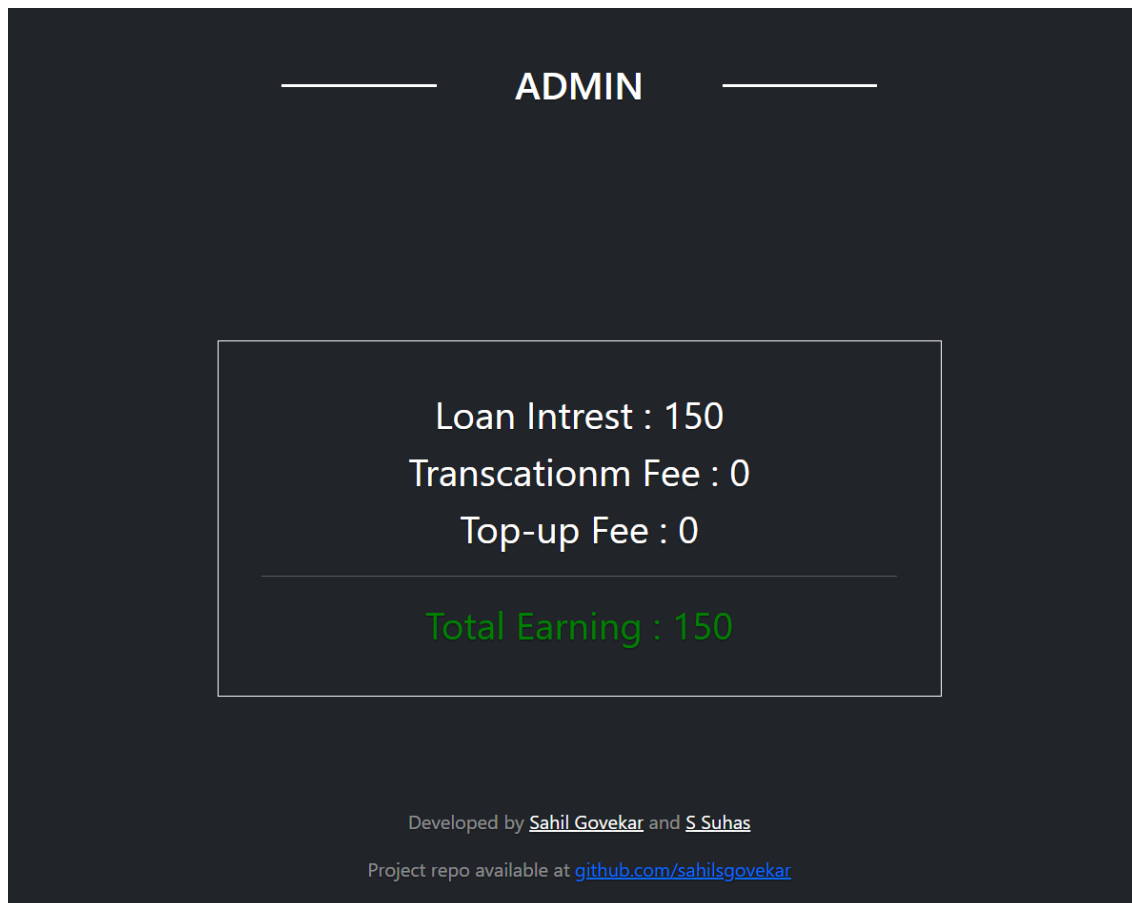 ADMIN
Loan Intrest : 150
Transcationm Fee : 0
Top-up Fee : 0
Total Earning : 150
Developed by Sahil Govekar and S Suhas
Project repo available at github.com/sahilsgovekar